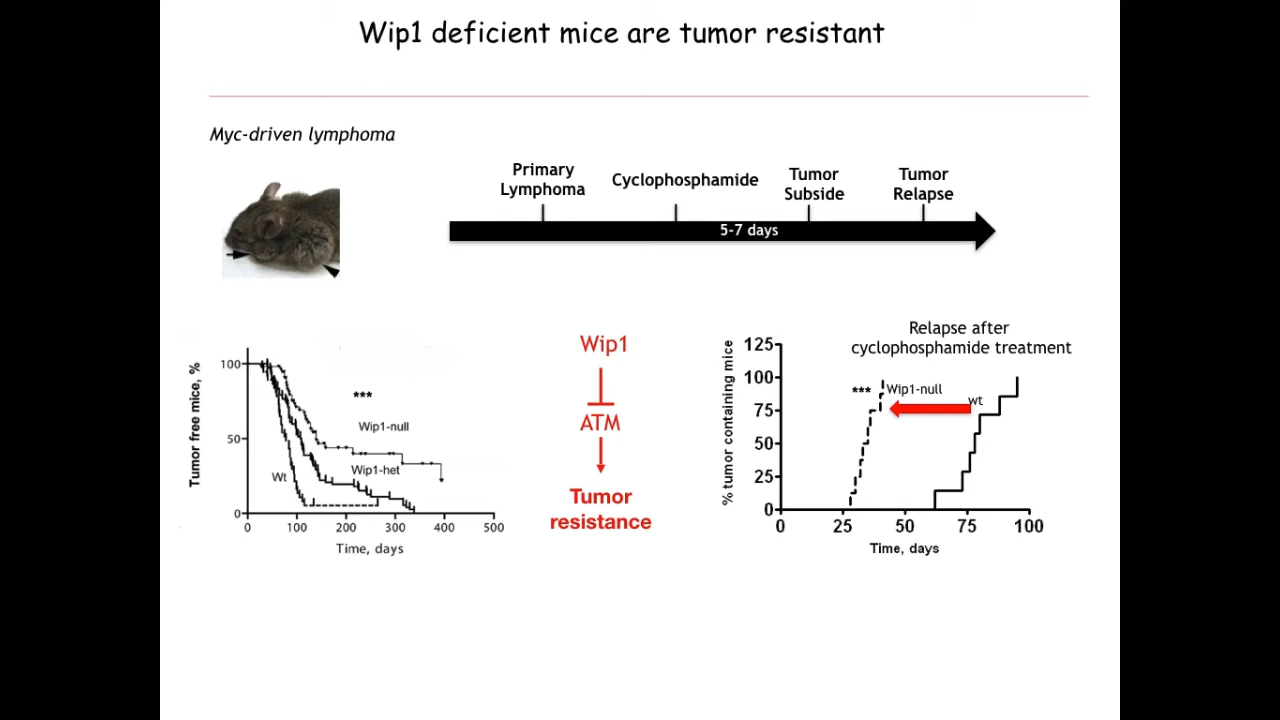 Wip1 deficient mice are tumor resistant
Myc-driven lymphoma
Primary
Lymphoma
Cyclophosphamide
Tumor
Subside
Tumor
Relapse
5-7 days
Tumor free mice, %
100
50
0
***
Wip1-null
Wip1-het
Wt
0 100 200 300 400 500
Time, days
Wip1
ATM
Tumor
resistance
Relapse after
cyclophosphamide treatment
% tumor containing mice
125
100
75
50
25
0
*** Wip1-null
wt
0 25 50 75 100
Time, days